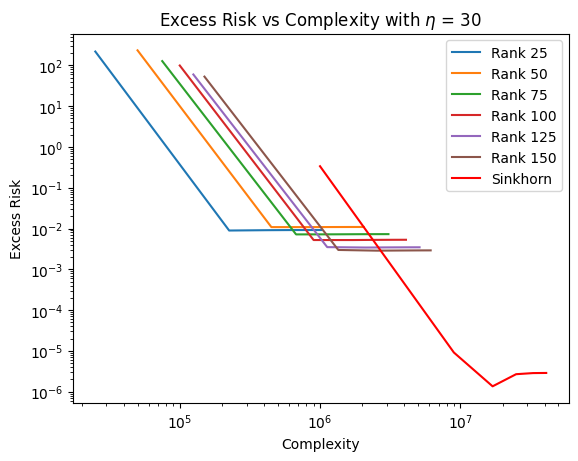 Excess Risk vs Complexity with η = 30
Excess Risk
10²
10¹
10⁰
10⁻¹
10⁻²
10⁻³
10⁻⁴
10⁻⁵
10⁻⁶
Rank 25
Rank 50
Rank 75
Rank 100
Rank 125
Rank 150
Sinkhorn
10⁵ 10⁶ 10⁷
Complexity